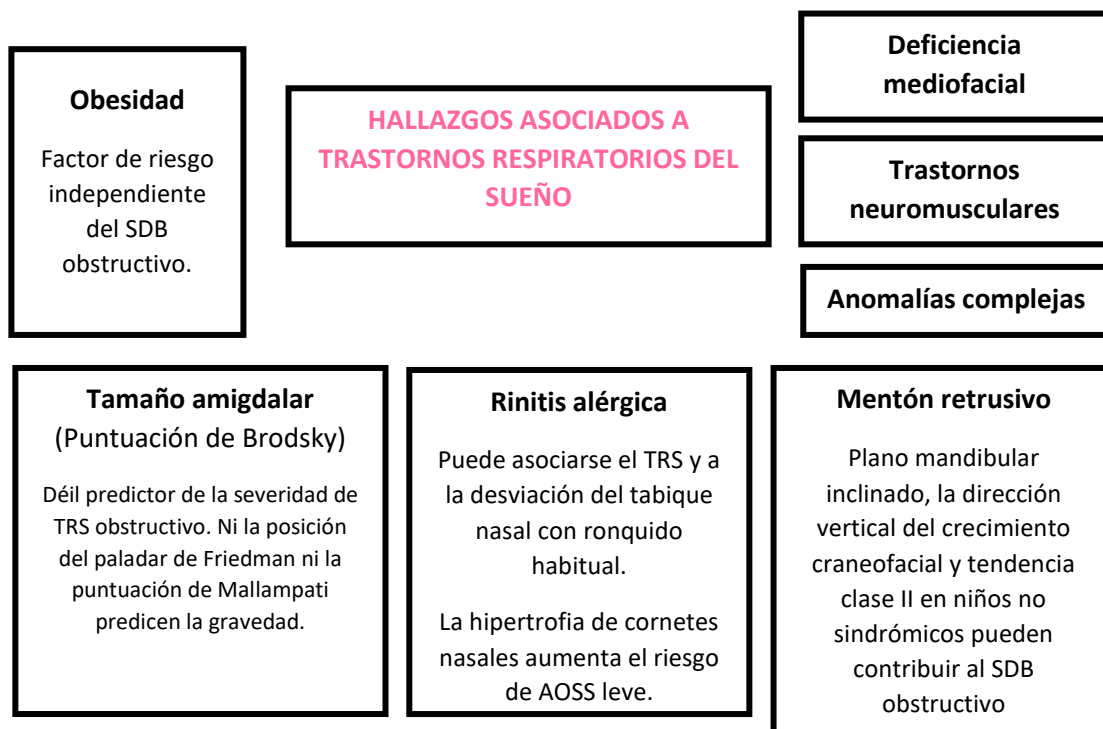 Obesidad
Factor de riesgo
independiente
del SDB
obstructivo.
HALLAZGOS ASOCIADOS A
TRASTORNOS RESPIRATORIOS DEL
SUEÑO
Deficiencia
mediofacial
Trastornos
neuromusculares
Anomalías complejas
Tamaño amigdalar
(Puntuación de Brodsky)
Déil predictor de la severidad de
TRS obstructivo. Ni la posición
del paladar de Friedman ni la
puntuación de Mallampati
predicen la gravedad.
Rinitis alérgica
Puede asociarse el TRS y a
la desviación del tabique
nasal con ronquido
habitual.
La hipertrofia de cornetes
nasales aumenta el riesgo
de AOSS leve.
Mentón retrusivo
Plano mandibular
inclinado, la dirección
vertical del crecimiento
craneofacial y tendencia
clase II en niños no
sindrómicos pueden
contribuir al SDB
obstructivo